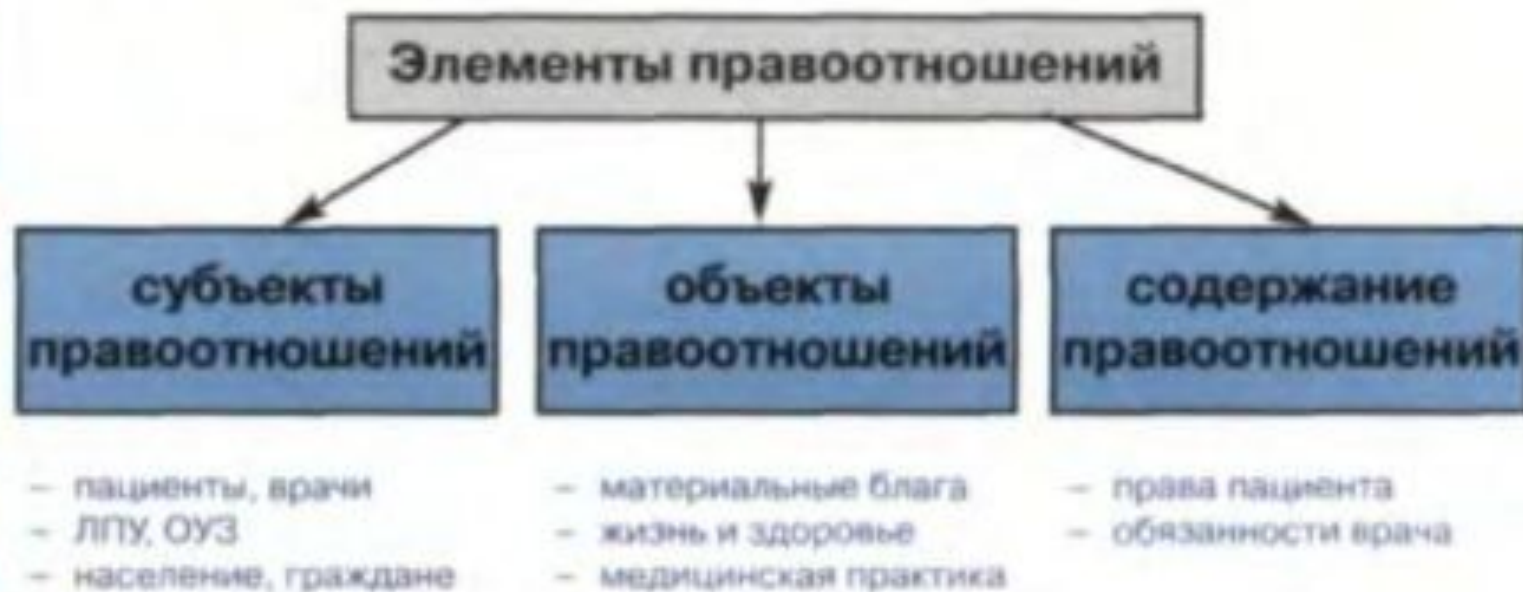 Элементы правоотношений
субъекты
правоотношений
объекты
правоотношений
содержание
правоотношений
– пациенты, врачи
– ЛПУ, ОУЗ
– население, граждане
– материальные блага
– жизнь и здоровье
– медицинская практика
– права пациента
– обязанности врача